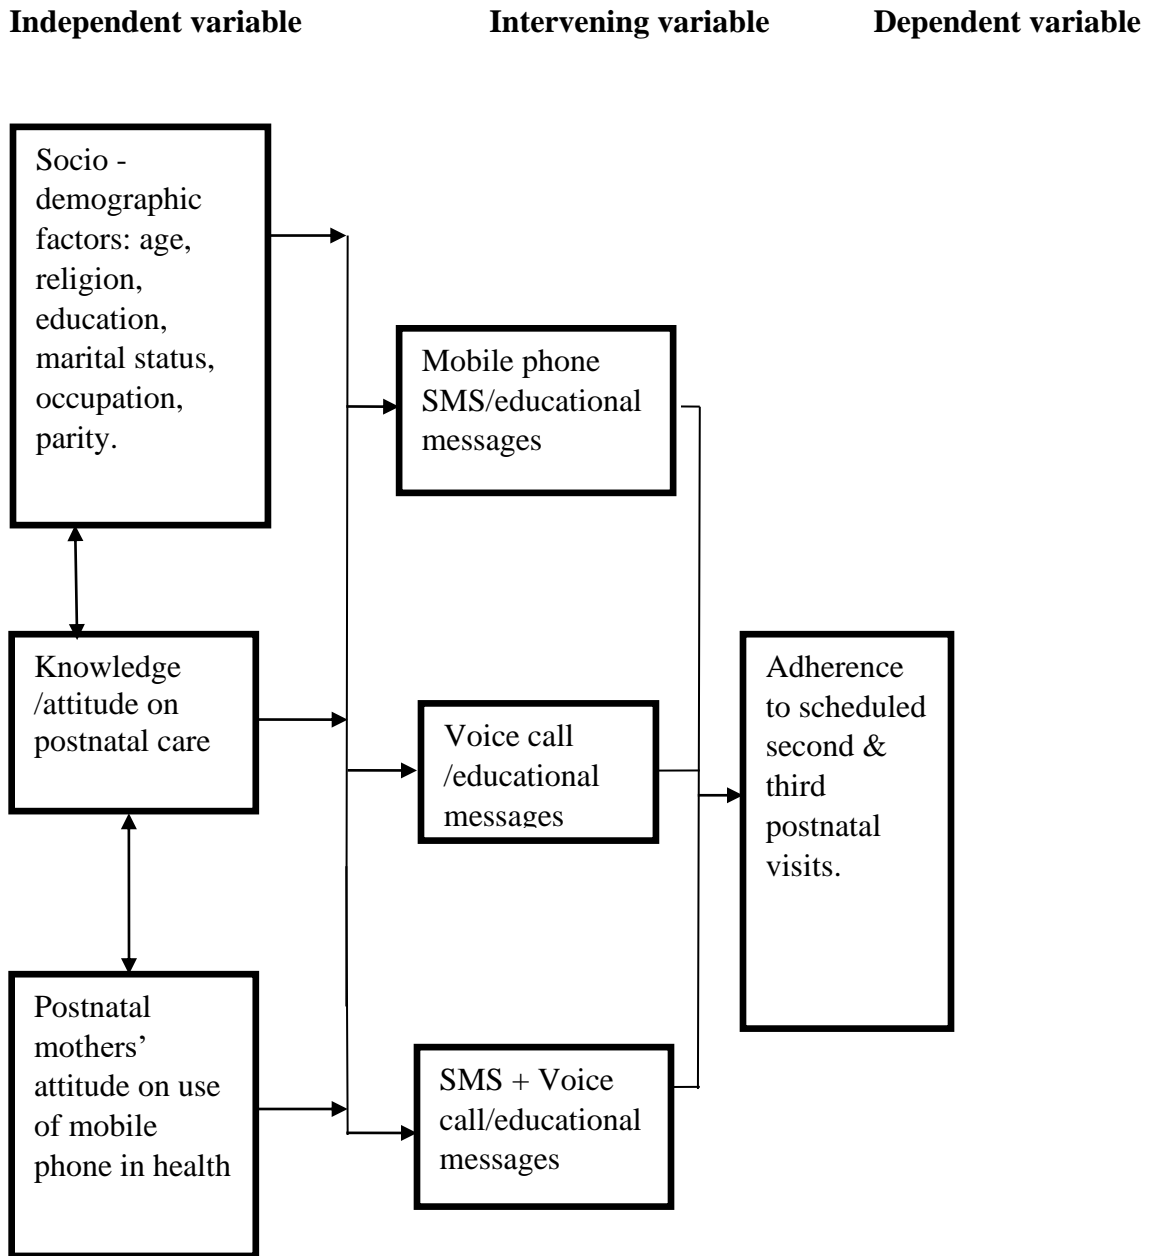 Independent variable
Intervening variable
Dependent variable
Socio -
demographic
factors: age,
religion,
education,
marital status,
occupation,
parity.
Mobile phone
SMS/educational
messages
Knowledge
/attitude on
postnatal care
Voice call
/educational
messages
Adherence
to scheduled
second &
third
postnatal
visits.
Postnatal
mothers’
attitude on use
of mobile
phone in health
SMS + Voice
call/educational
messages